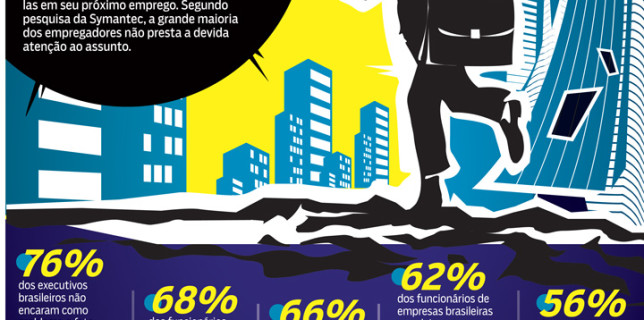 las em seu próximo emprego. Segundo
pesquisa da Symantec, a grande maioria
dos empregadores não presta a devida
atenção ao assunto.
76%
dos executivos
brasileiros não
encaram como
68%
66%
62%
dos funcionários de
empresas brasileiras
56%